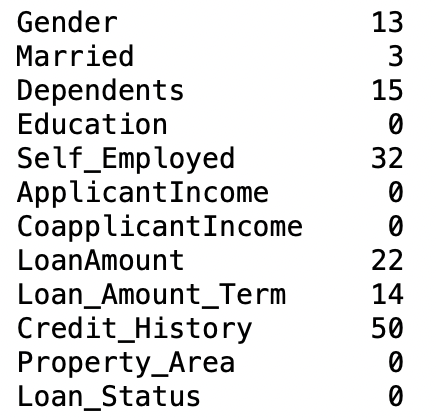 Gender 13
Married 3
Dependents 15
Education 0
Self_Employed 32
ApplicantIncome 0
CoapplicantIncome 0
LoanAmount 22
Loan_Amount_Term 14
Credit_History 50
Property_Area 0
Loan_Status 0